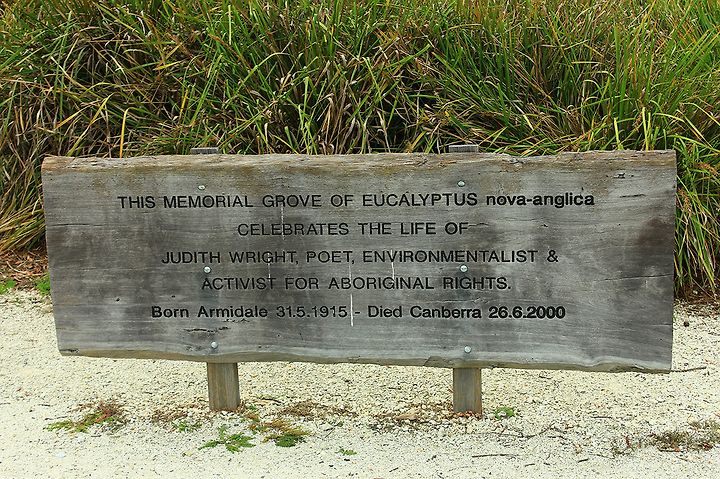 THIS MEMORIAL GROVE OF EUCALYPTUS nova-anglica
CELEBRATES THE LIFE OF
JUDITH WRIGHT, POET, ENVIRONMENTALIST &
ACTIVIST FOR ABORIGINAL RIGHTS.
Born Armidale 31.5.1915 - Died Canberra 26.6.2000